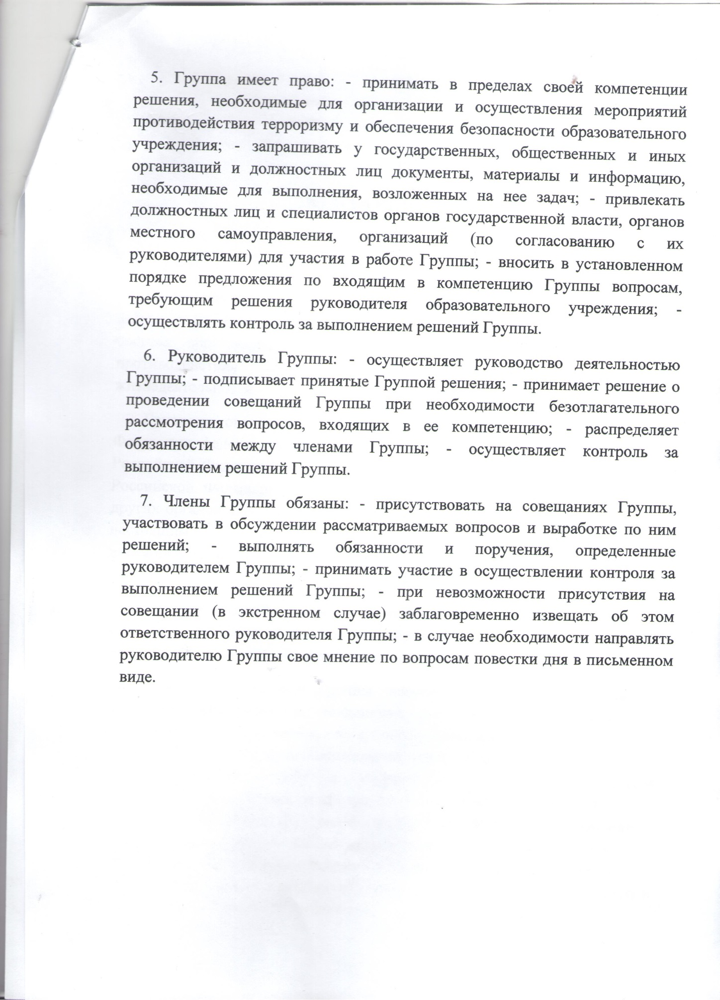 5. Группа имеет право: - принимать в пределах своей компетенции
решения, необходимые для организации и осуществления мероприятий
противодействия терроризму и обеспечения безопасности образовательного
учреждения; - запрашивать у государственных, общественных и иных
организаций и должностных лиц документы, материалы и информацию,
необходимые для выполнения, возложенных на нее задач; - привлекать
должностных лиц и специалистов органов государственной власти, органов
местного самоуправления, организаций (по согласованию с их
руководителями) для участия в работе Группы; - вносить в установленном
порядке предложения по входящим в компетенцию Группы вопросам,
требующим решения руководителя образовательного учреждения; -
осуществлять контроль за выполнением решений Группы.
6. Руководитель Группы: - осуществляет руководство деятельностью
Группы; - подписывает принятые Группой решения; - принимает решение о
проведении совещаний Группы при необходимости безотлагательного
рассмотрения вопросов, входящих в ее компетенцию; - распределяет
обязанности между членами Группы; - осуществляет контроль за
выполнением решений Группы.
7. Члены Группы обязаны: - присутствовать на совещаниях Группы,
участвовать в обсуждении рассматриваемых вопросов и выработке по ним
решений; - выполнять обязанности и поручения, определенные
руководителем Группы; - принимать участие в осуществлении контроля за
выполнением решений Группы; - при невозможности присутствия на
совещании (в экстренном случае) заблаговременно извещать об этом
ответственного руководителя Группы; - в случае необходимости направлять
руководителю Группы свое мнение по вопросам повестки дня в письменном
виде.